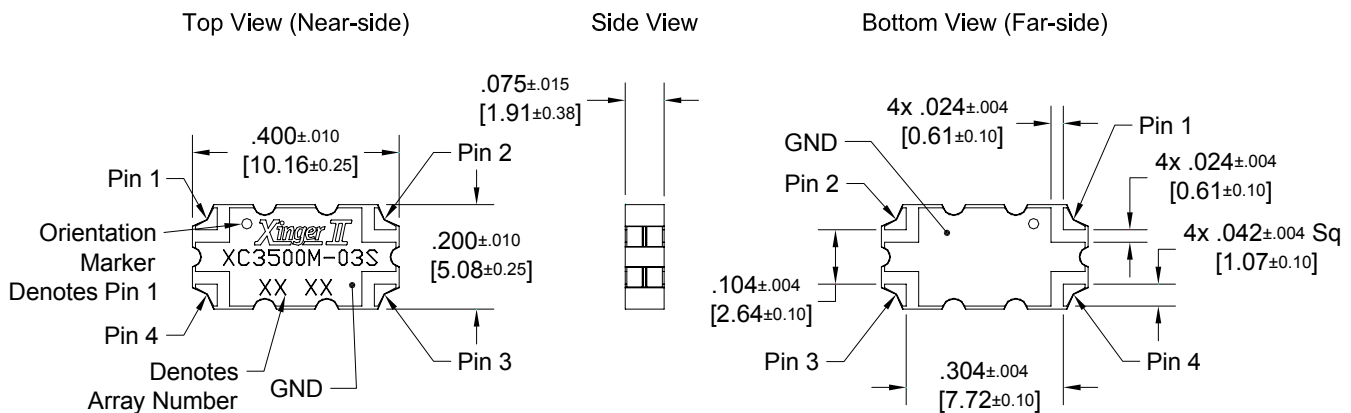 Top View (Near-side)
Side View
Bottom View (Far-side)
.400±.010
[10.16±0.25]
Pin 1
Pin 2
Orientation
Marker
Denotes Pin 1
Xinger II
XC3500M-03S
XX XX
.200±.010
[5.08±0.25]
Pin 4
Pin 3
Denotes
Array Number
GND
.075±.015
[1.91±0.38]
4x .024±.004
[0.61±0.10]
GND
Pin 1
Pin 2
4x .024±.004
[0.61±0.10]
4x .042±.004 Sq
[1.07±0.10]
.104±.004
[2.64±0.10]
Pin 3
Pin 4
.304±.004
[7.72±0.10]